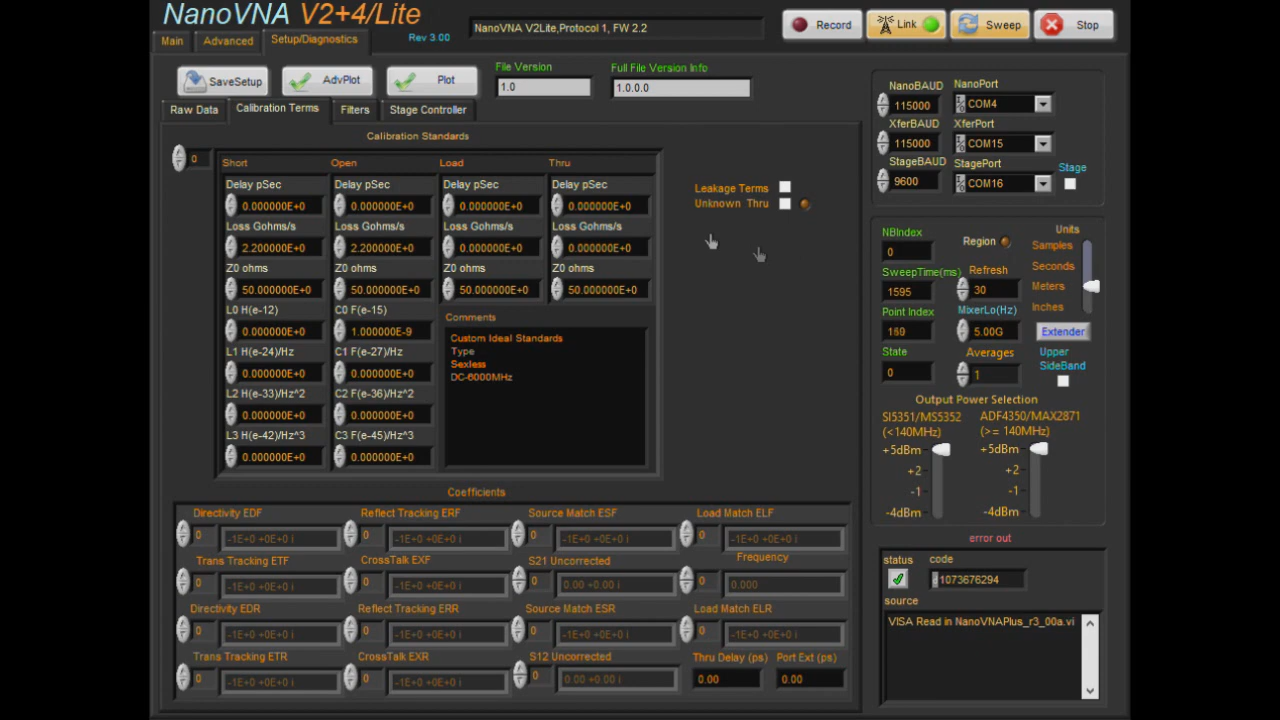 NanoVNA V2+4/Lite
Rev 3.00
NanoVNA V2Lite,Protocol 1, FW 2.2
Record
Link
Sweep
Stop
Main
Advanced
Setup/Diagnostics
SaveSetup
AdvPlot
Plot
File Version
1.0
Full File Version Info
1.0.0.0
Raw Data
Calibration Terms
Filters
Stage Controller
Calibration Standards
0
Short
Delay pSec
0.000000E+0
Loss Gohms/s
2.200000E+0
Z0 ohms
50.000000E+0
L0 H(e-12)
0.000000E+0
L1 H(e-24)/Hz
0.000000E+0
L2 H(e-33)/Hz^2
0.000000E+0
L3 H(e-42)/Hz^3
0.000000E+0
Open
Delay pSec
0.000000E+0
Loss Gohms/s
2.200000E+0
Z0 ohms
50.000000E+0
C0 F(e-15)
1.000000E-9
C1 F(e-27)/Hz
0.000000E+0
C2 F(e-36)/Hz^2
0.000000E+0
C3 F(e-45)/Hz^3
0.000000E+0
Load
Delay pSec
0.000000E+0
Loss Gohms/s
0.000000E+0
Z0 ohms
50.000000E+0
Thru
Delay pSec
0.000000E+0
Loss Gohms/s
0.000000E+0
Z0 ohms
50.000000E+0
Comments
Custom Ideal Standards
Type
Sexless
DC-6000MHz
Leakage Terms
Unknown Thru
Coefficients
Directivity EDF
0
-1E+0 +0E+0 i
Reflect Tracking ERF
0
-1E+0 +0E+0 i
Source Match ESF
0
-1E+0 +0E+0 i
Load Match ELF
0
-1E+0 +0E+0 i
Trans Tracking ETF
0
-1E+0 +0E+0 i
CrossTalk EXF
0
-1E+0 +0E+0 i
S21 Uncorrected
0
0.00 +0.00 i
Frequency
0
0.000
Directivity EDR
0
-1E+0 +0E+0 i
Reflect Tracking ERR
0
-1E+0 +0E+0 i
Source Match ESR
0
-1E+0 +0E+0 i
Load Match ELR
0
-1E+0 +0E+0 i
Trans Tracking ETR
0
-1E+0 +0E+0 i
CrossTalk EXR
0
-1E+0 +0E+0 i
S12 Uncorrected
0
0.00 +0.00 i
Thru Delay (ps)
0.00
Port Ext (ps)
0.00
NanoBAUD
115000
NanoPort
COM4
XferBAUD
115000
XferPort
COM15
StageBAUD
9600
StagePort
COM16
Stage
NBIndex
0
Region
Units
Samples
Seconds
Meters
Inches
SweepTime(ms)
1595
Refresh
30
Point Index
169
MixerLo(Hz)
5.00G
Extender
State
0
Averages
1
Upper
SideBand
Output Power Selection
SI5351/MS5352
(<140MHz)
+5dBm
+2
-1
-4dBm
ADF4350/MAX2871
(>= 140MHz)
+5dBm
+2
-1
-4dBm
error out
status
code
1073676294
source
VISA Read in NanoVNAPlus_r3_00a.vi